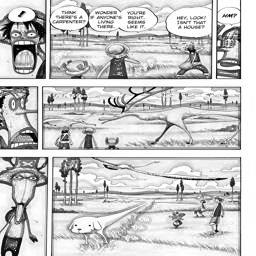 HM?
HEY, LOOK!
ISN'T THAT
A HOUSE?
YOU'RE
RIGHT.
SEEMS
LIKE IT.
WONDER
IF
ANYONE'S
LIVING
THERE.
THINK
THERE'S A
CARPENTER?